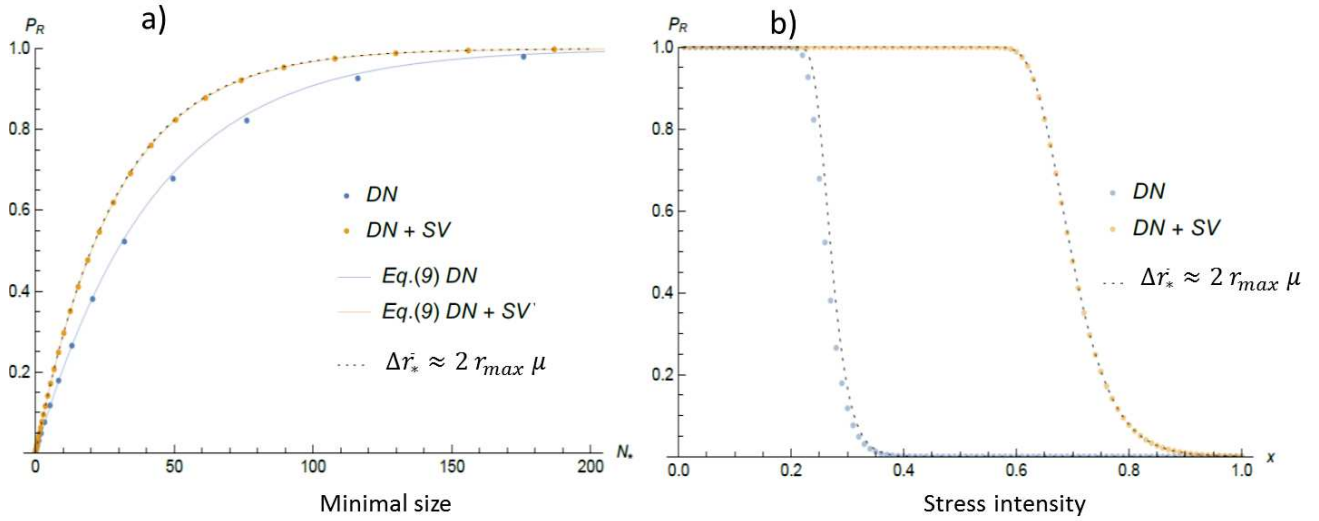 a)
P_R
1.0
0.8
0.6
0.4
0.2
0
50
100
150
200
N_*
Minimal size
DN
DN + SV
Eq.(9) DN
Eq.(9) DN + SV'
Δr_*^- ≈ 2 r_max μ
b)
P_R
1.0
0.8
0.6
0.4
0.2
0.0
0.2
0.4
0.6
0.8
1.0
x
Stress intensity
DN
DN + SV
Δr_*^- ≈ 2 r_max μ